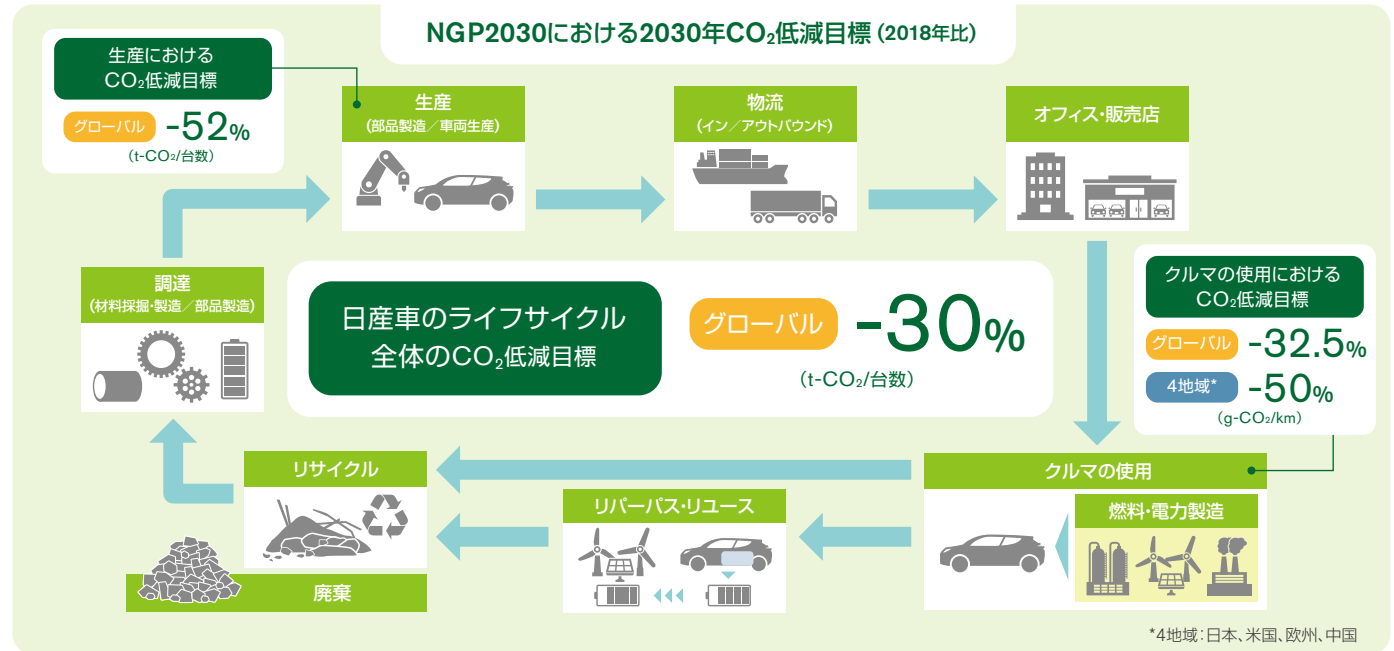 NGP2030における2030年CO₂低減目標（2018年比）
生産における
CO₂低減目標
グローバル -52%
（t-CO₂/台数）
生産
（部品製造／車両生産）
物流
（イン／アウトバウンド）
オフィス・販売店
調達
（材料採掘・製造／部品製造）
日産車のライフサイクル
全体のCO₂低減目標
グローバル -30%
（t-CO₂/台数）
クルマの使用における
CO₂低減目標
グローバル -32.5%
4地域* -50%
（g-CO₂/km）
リサイクル
リパーパス・リユース
クルマの使用
燃料・電力製造
廃棄
*4地域：日本、米国、欧州、中国